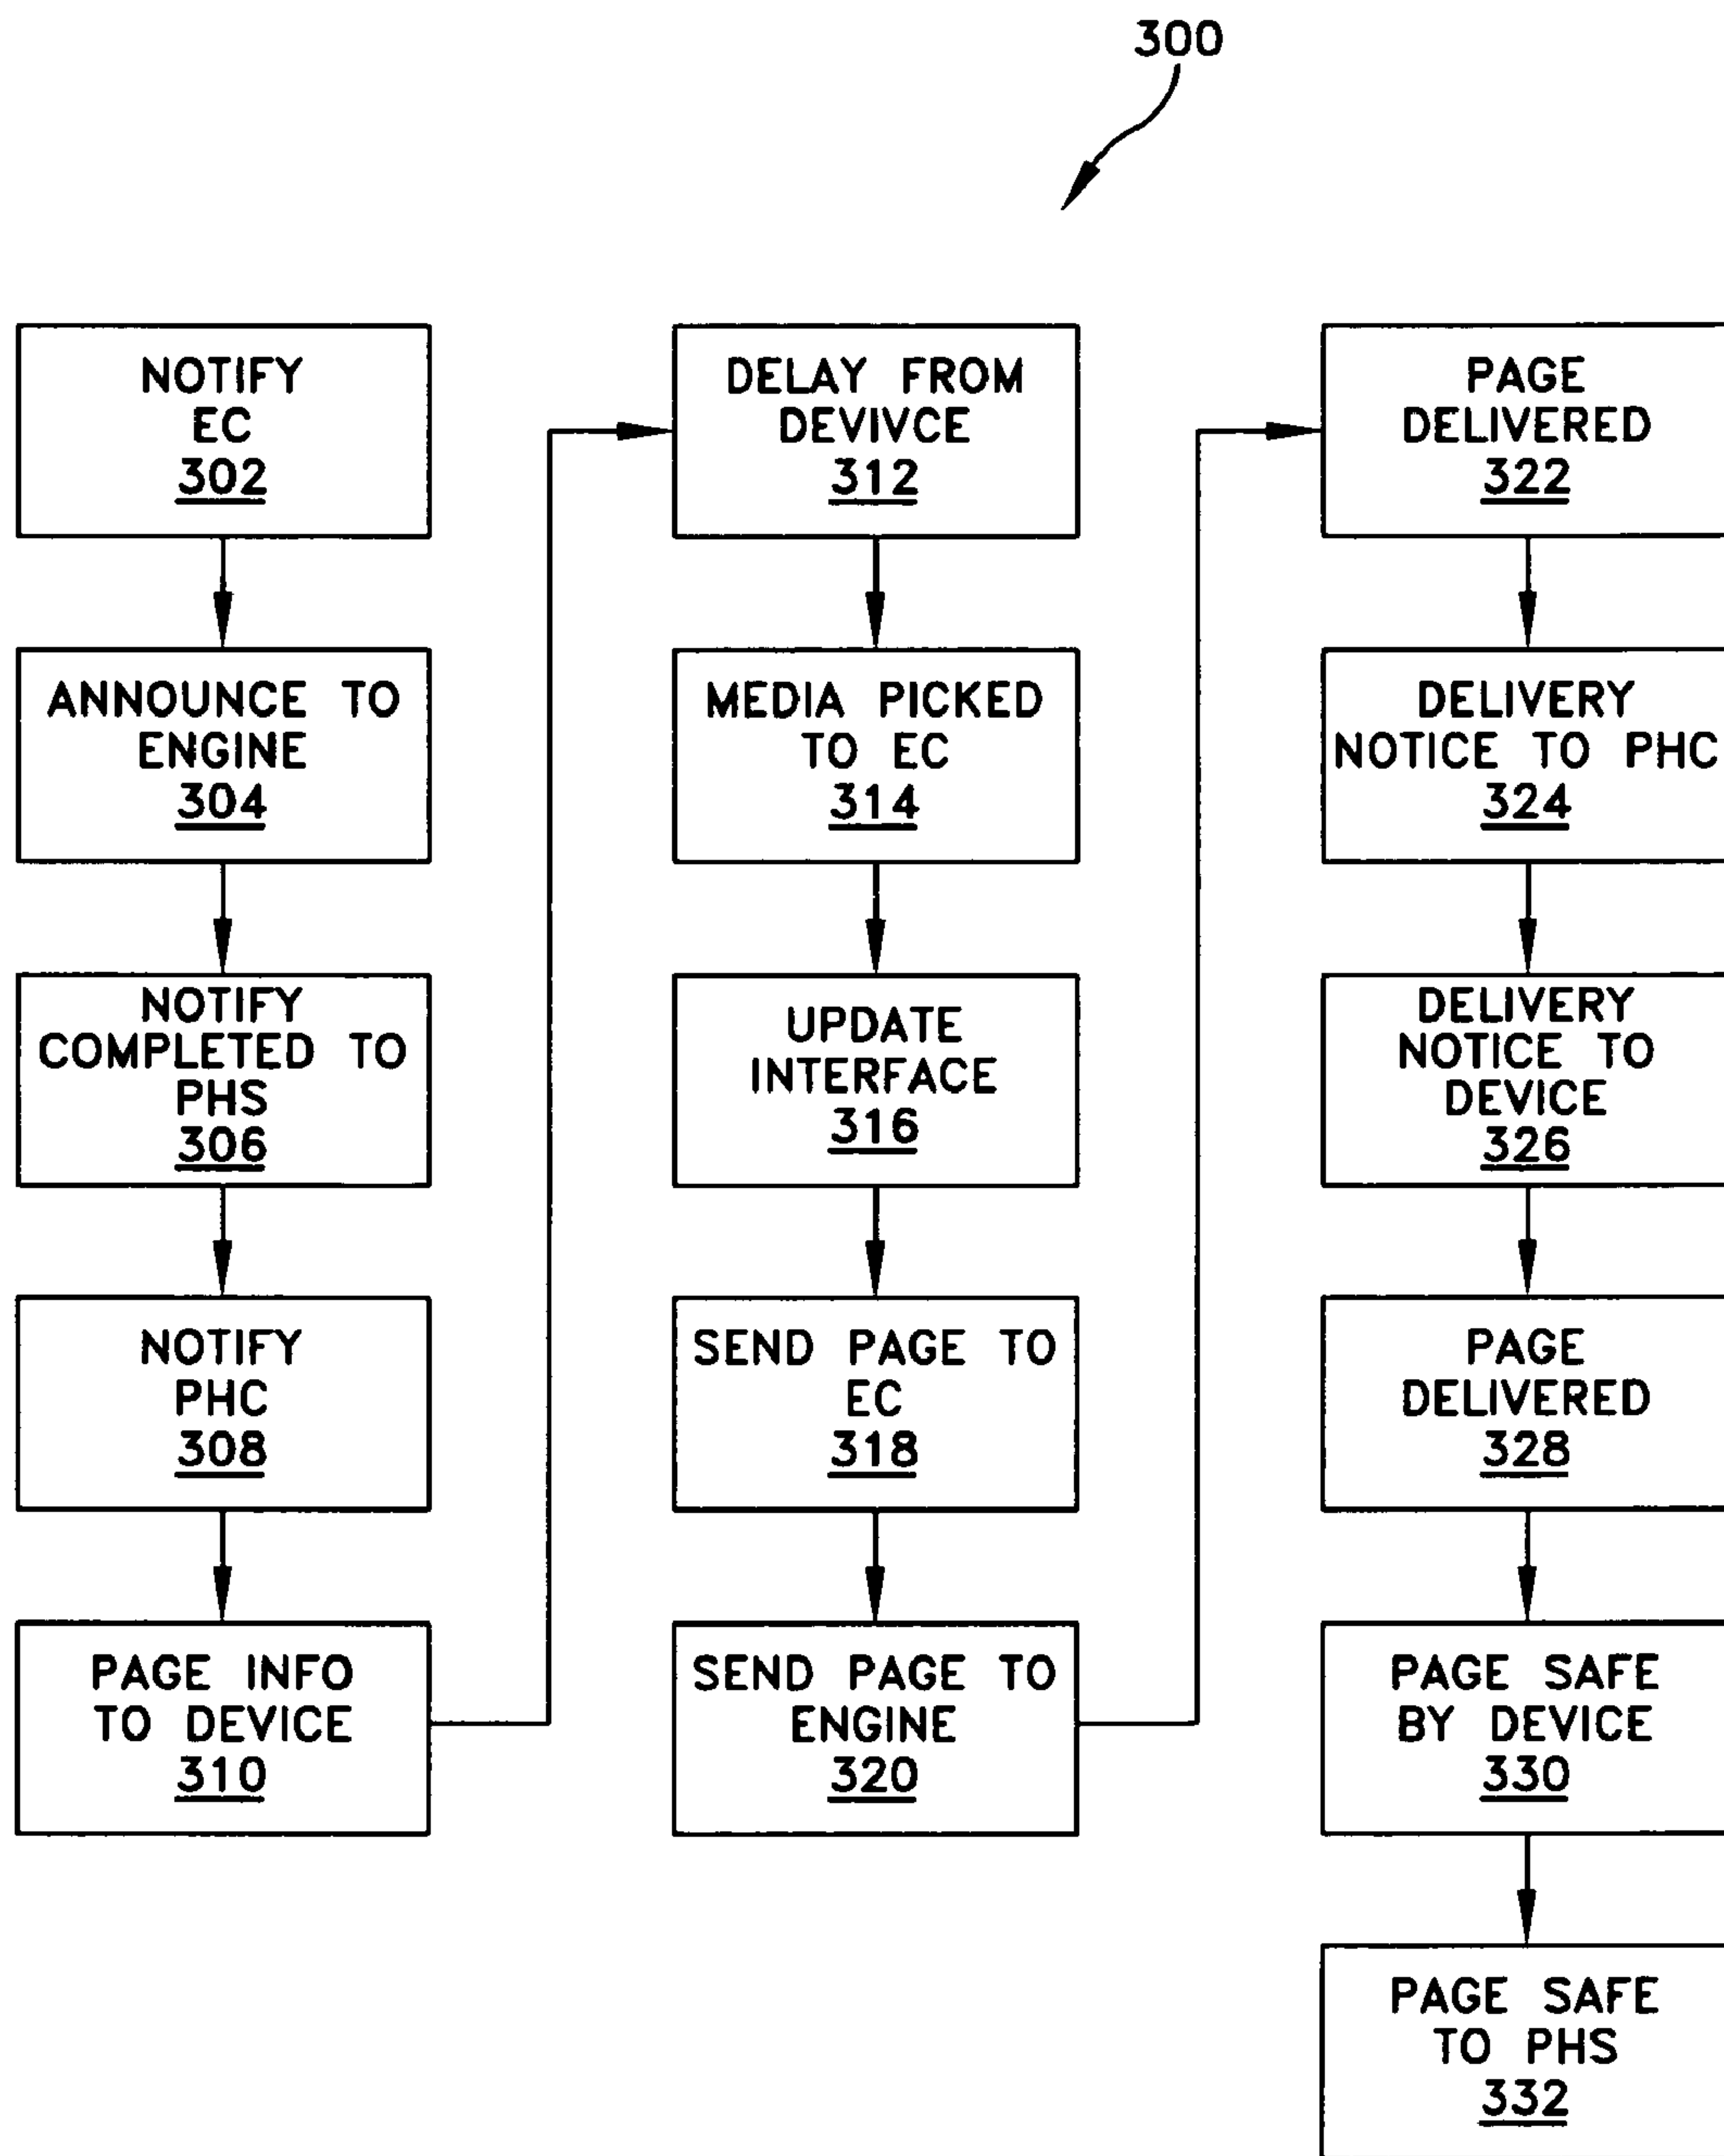 300
NOTIFY
EC
302
ANNOUNCE TO
ENGINE
304
NOTIFY
COMPLETED TO
PHS
306
NOTIFY
PHC
308
PAGE INFO
TO DEVICE
310
DELAY FROM
DEVIVCE
312
MEDIA PICKED
TO EC
314
UPDATE
INTERFACE
316
SEND PAGE TO
EC
318
SEND PAGE TO
ENGINE
320
PAGE
DELIVERED
322
DELIVERY
NOTICE TO PHC
324
DELIVERY
NOTICE TO
DEVICE
326
PAGE
DELIVERED
328
PAGE SAFE
BY DEVICE
330
PAGE SAFE
TO PHS
332